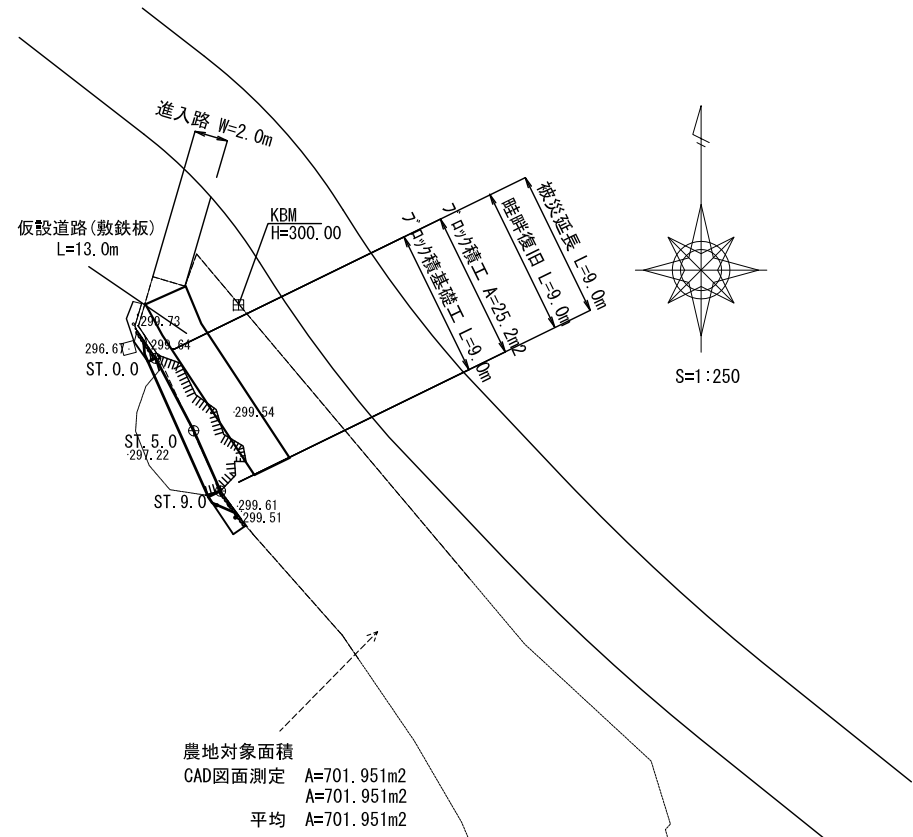 進入路 W=2.0m
仮設道路(敷鉄板)
L=13.0m
KBM
H=300.00
ブロック積基礎工 L=9.0m
ブロック積工 A=25.2m2
畦畔復旧 L=9.0m
被災延長 L=9.0m
S=1:250
299.73
299.64
296.67
ST.0.0
299.54
ST.5.0
297.22
ST.9.0
299.61
299.51
農地対象面積
CAD図面測定 A=701.951m2
A=701.951m2
平均 A=701.951m2